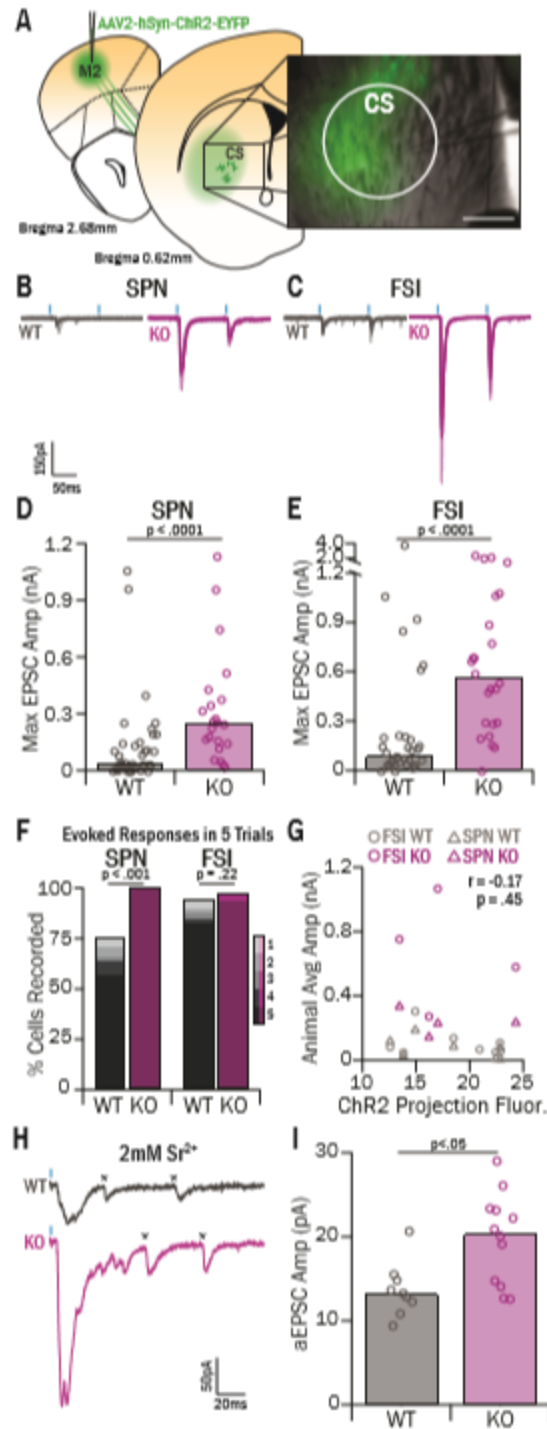 A
AAV2-hSyn-ChR2-EYFP
M2
CS
CS
Bregma 2.68mm
Bregma 0.62mm
B
SPN
WT
KO
150pA
50ms
C
FSI
WT
KO
D
SPN
p < .0001
Max EPSC Amp (nA)
1.2
0.9
0.6
0.3
0
WT
KO
E
FSI
p < .0001
Max EPSC Amp (nA)
4.0
2.0
1.2
0.9
0.6
0.3
0
WT
KO
F
Evoked Responses in 5 Trials
SPN
FSI
p < .001
p = .22
% Cells Recorded
100
75
50
25
0
1
2
3
4
5
WT KO
WT KO
G
FSI WT
SPN WT
FSI KO
SPN KO
r = -0.17
p = .45
Animal Avg Amp (nA)
1.2
0.8
0.4
0
10 15 20 25
ChR2 Projection Fluor.
H
2mM Sr²⁺
WT
KO
50pA
20ms
I
p<.05
aEPSC Amp (pA)
30
20
10
0
WT
KO